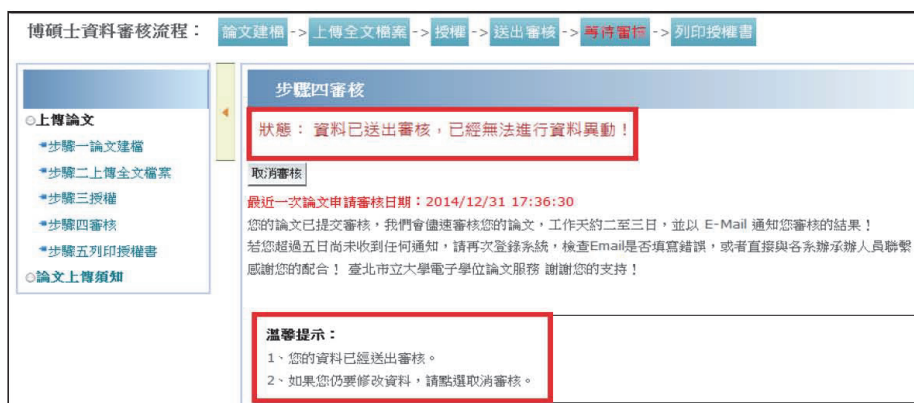 博碩士資料審核流程： 論文建檔 -> 上傳全文檔案 -> 授權 -> 送出審核 -> 等待審核 -> 列印授權書
上傳論文
步驟一論文建檔
步驟二上傳全文檔案
步驟三授權
步驟四審核
步驟五列印授權書
論文上傳須知
步驟四審核
狀態： 資料已送出審核，已經無法進行資料異動！
取消審核
最近一次論文申請審核日期：2014/12/31 17:36:30
您的論文已提交審核，我們會儘速審核您的論文，工作天約二至三日，並以 E-Mail 通知您審核的結果！
若您超過五日尚未收到任何通知，請再次登錄系統，檢查Email是否填寫錯誤，或者直接與各系辦承辦人員聯繫
感謝您的配合！ 臺北市立大學電子學位論文服務 謝謝您的支持！
溫馨提示：
1、您的資料已經送出審核。
2、如果您仍要修改資料，請點選取消審核。